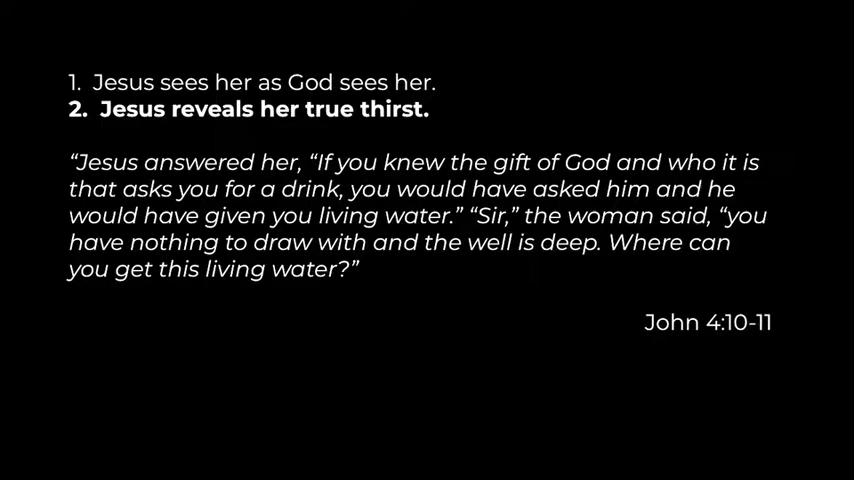 1. Jesus sees her as God sees her.
2. Jesus reveals her true thirst.
“Jesus answered her, “If you knew the gift of God and who it is
that asks you for a drink, you would have asked him and he
would have given you living water.” “Sir,” the woman said, “you
have nothing to draw with and the well is deep. Where can
you get this living water?”
John 4:10-11